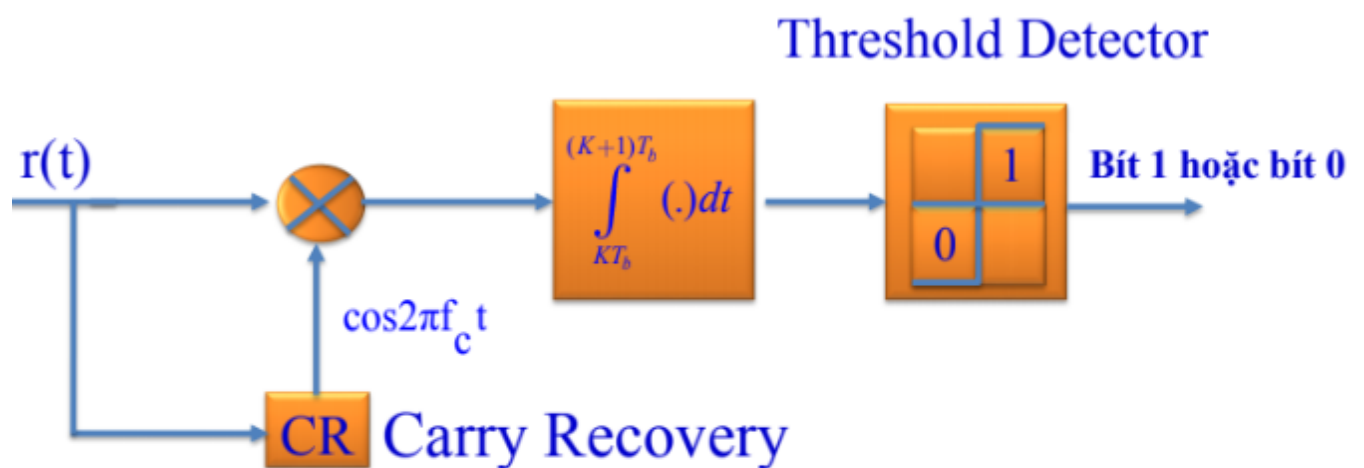 Threshold Detector
r(t)
(K+1)T_b
∫ (.)dt
KT_b
1
0
Bít 1 hoặc bít 0
cos2πf_c t
CR
Carry Recovery